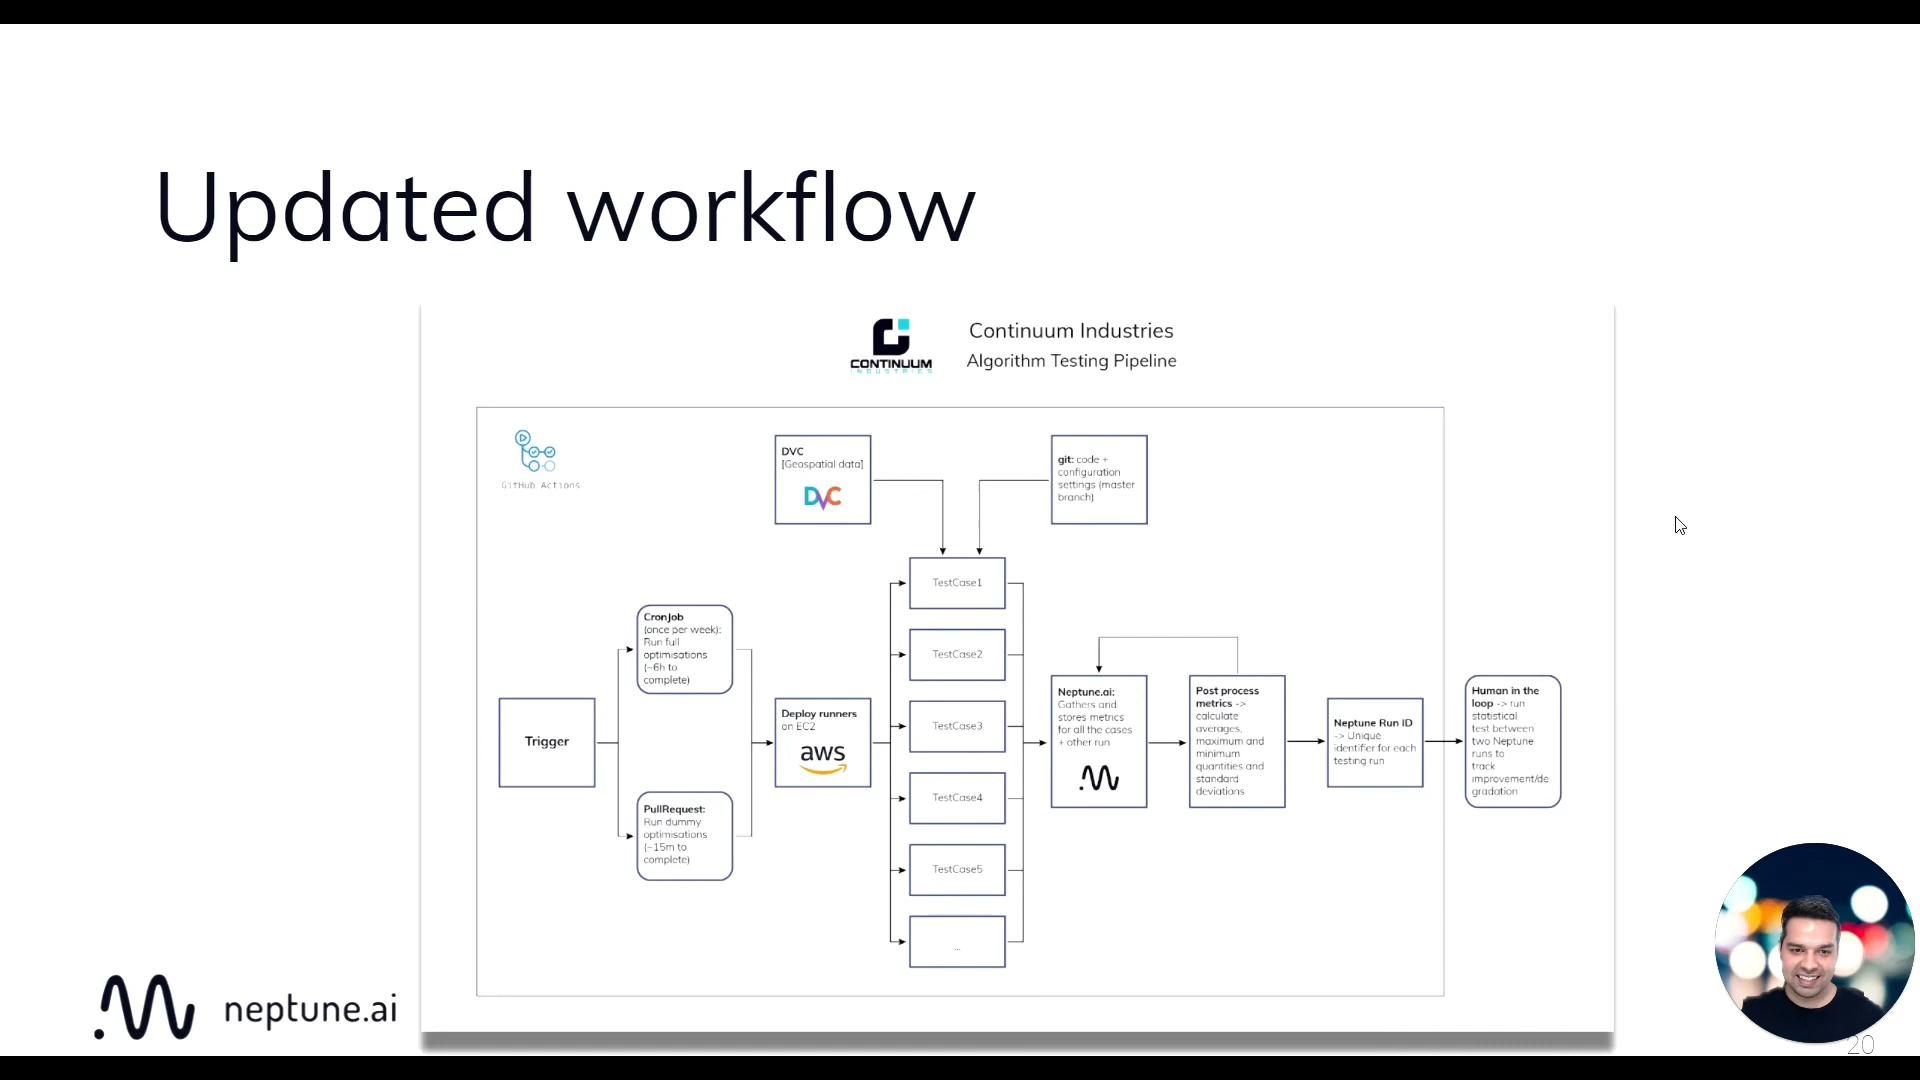 Updated workflow
CONTINUUM
INDUSTRIES
Continuum Industries
Algorithm Testing Pipeline
GitHub Actions
DVC
[Geospatial data]
DVC
git: code +
configuration
settings (master
branch)
TestCase1
TestCase2
TestCase3
TestCase4
TestCase5
...
CronJob
(once per week):
Run full
optimisations
(~6h to
complete)
Trigger
PullRequest:
Run dummy
optimisations
(~15m to
complete)
Deploy runners
on EC2
aws
Neptune.ai:
Gathers and
stores metrics
for all the cases
+ other run
Post process
metrics ->
calculate
averages,
maximum and
minimum
quantities and
standard
deviations
Neptune Run ID
-> Unique
identifier for each
testing run
Human in the
loop -> run
statistical
test between
two Neptune
runs to
track
improvement/de
gradation
neptune.ai
20